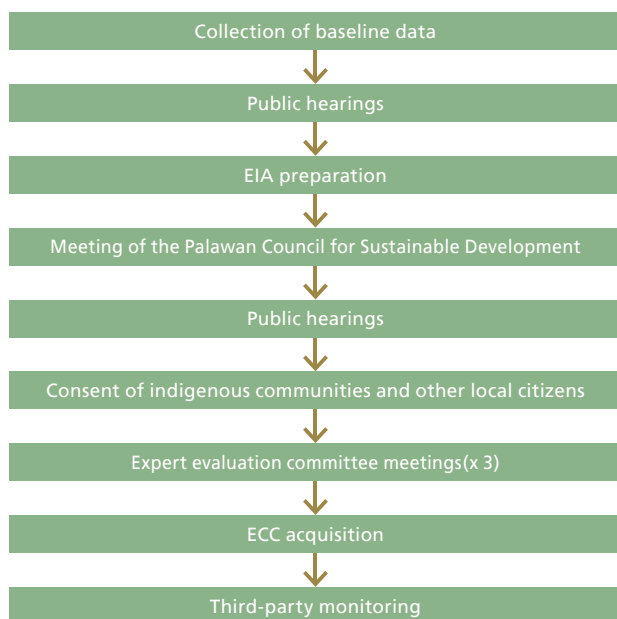 Collection of baseline data
Public hearings
EIA preparation
Meeting of the Palawan Council for Sustainable Development
Public hearings
Consent of indigenous communities and other local citizens
Expert evaluation committee meetings(x 3)
ECC acquisition
Third-party monitoring